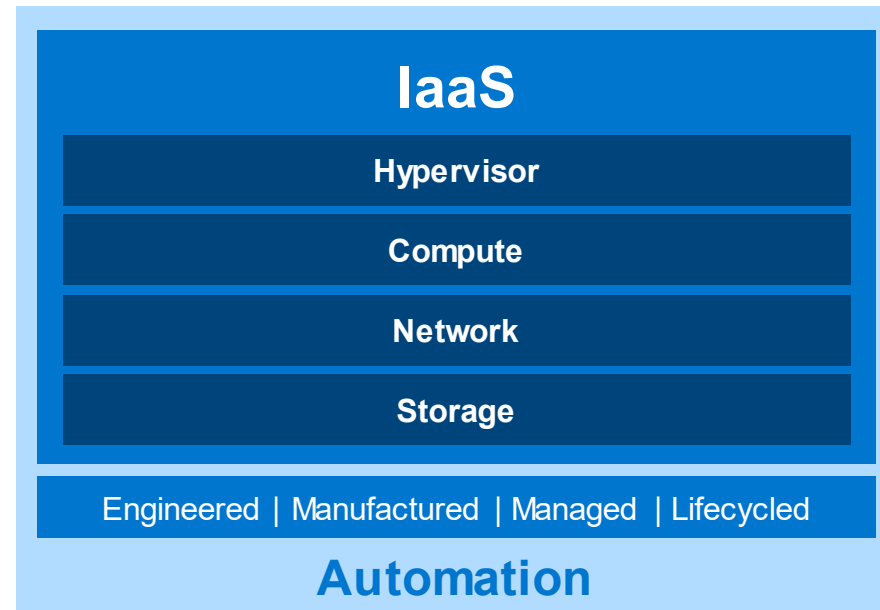 IaaS
Hypervisor
Compute
Network
Storage
Engineered | Manufactured | Managed | Lifecycled
Automation